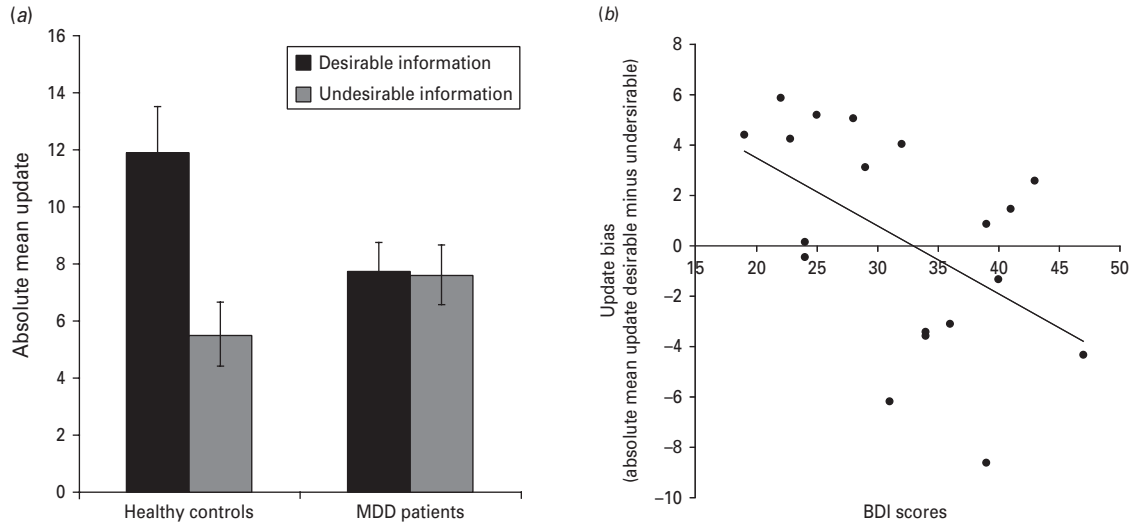 (a)
16
14
12
10
8
6
4
2
0
Absolute mean update
Desirable information
Undesirable information
Healthy controls
MDD patients
(b)
8
6
4
2
0
−2
−4
−6
−8
−10
Update bias
(absolute mean update desirable minus undersirable)
15 20 25 30 35 40 45 50
BDI scores